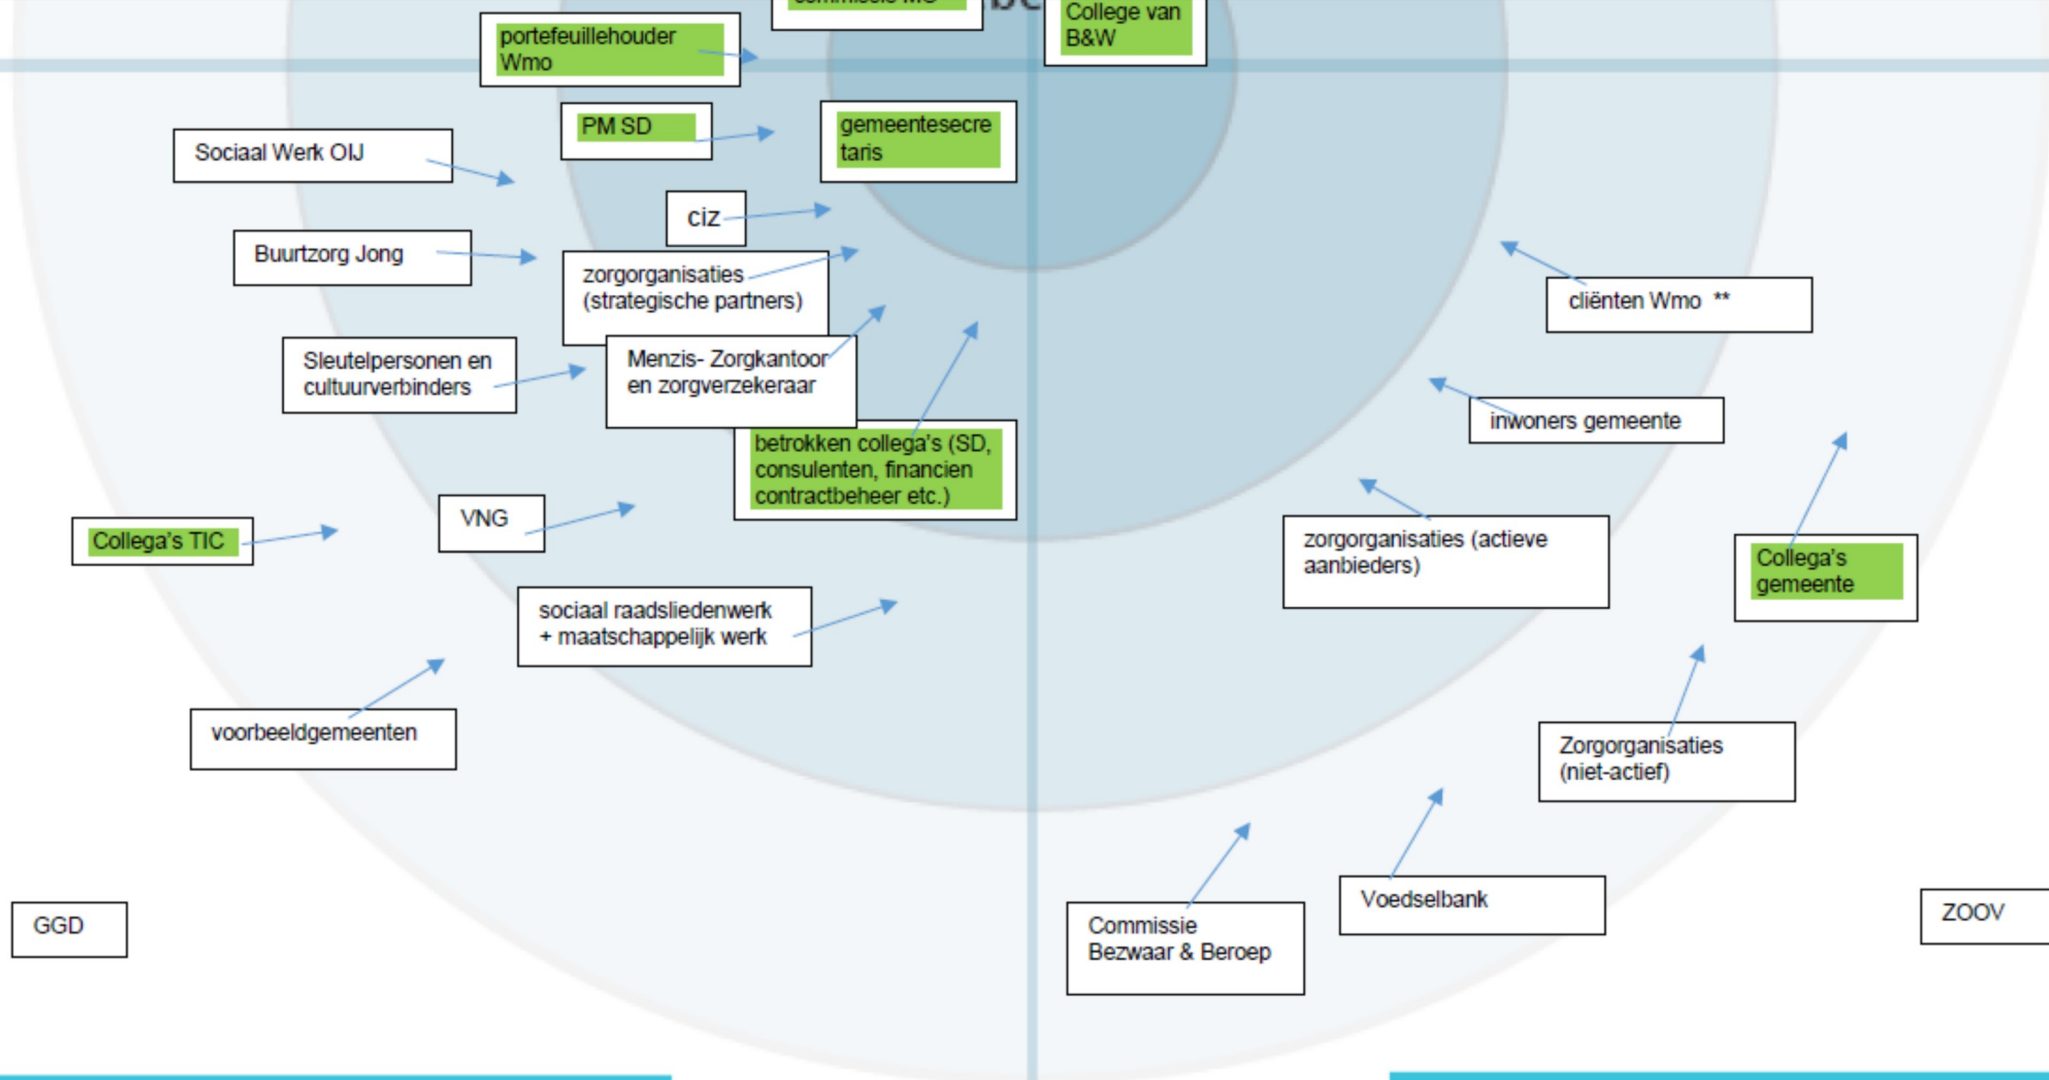 College van
B&W
portefeuillehouder
Wmo
PM SD
gemeentesecre
taris
Sociaal Werk OIJ
ciz
Buurtzorg Jong
zorgorganisaties
(strategische partners)
cliënten Wmo **
Sleutelpersonen en
cultuurverbinders
Menzis- Zorgkantoor
en zorgverzekeraar
inwoners gemeente
betrokken collega's (SD,
consulenten, financien
contractbeheer etc.)
VNG
Collega's TIC
zorgorganisaties (actieve
aanbieders)
Collega's
gemeente
sociaal raadsliedenwerk
+ maatschappelijk werk
voorbeeldgemeenten
Zorgorganisaties
(niet-actief)
Voedselbank
GGD
Commissie
Bezwaar & Beroep
ZOOV